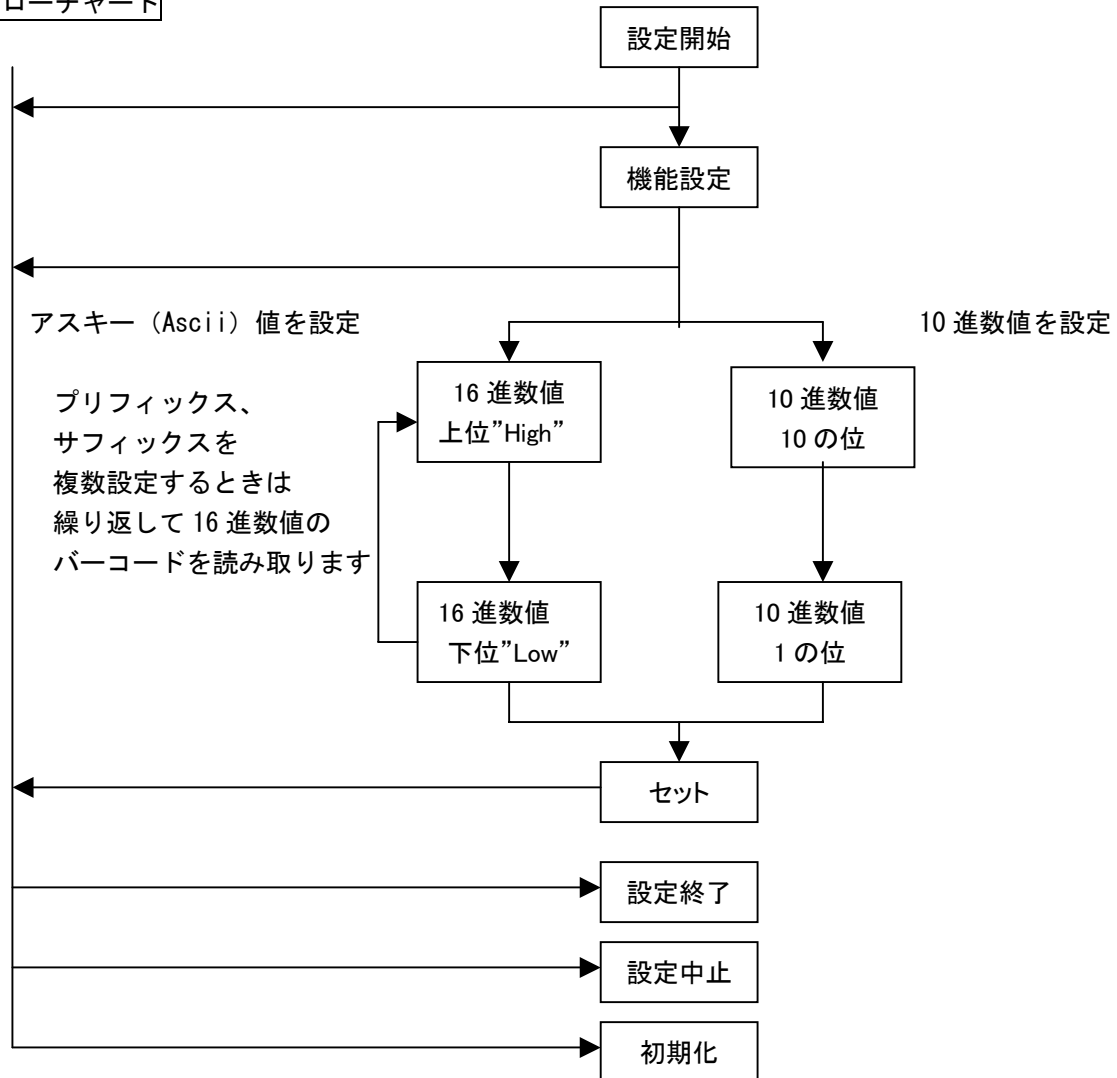 ローチャート
設定開始
機能設定
アスキー（Ascii）値を設定
10 進数値を設定
プリフィックス、
サフィックスを
複数設定するときは
繰り返して 16 進数値の
バーコードを読み取ります
16 進数値
上位”High”
10 進数値
10 の位
16 進数値
下位”Low”
10 進数値
1 の位
セット
設定終了
設定中止
初期化